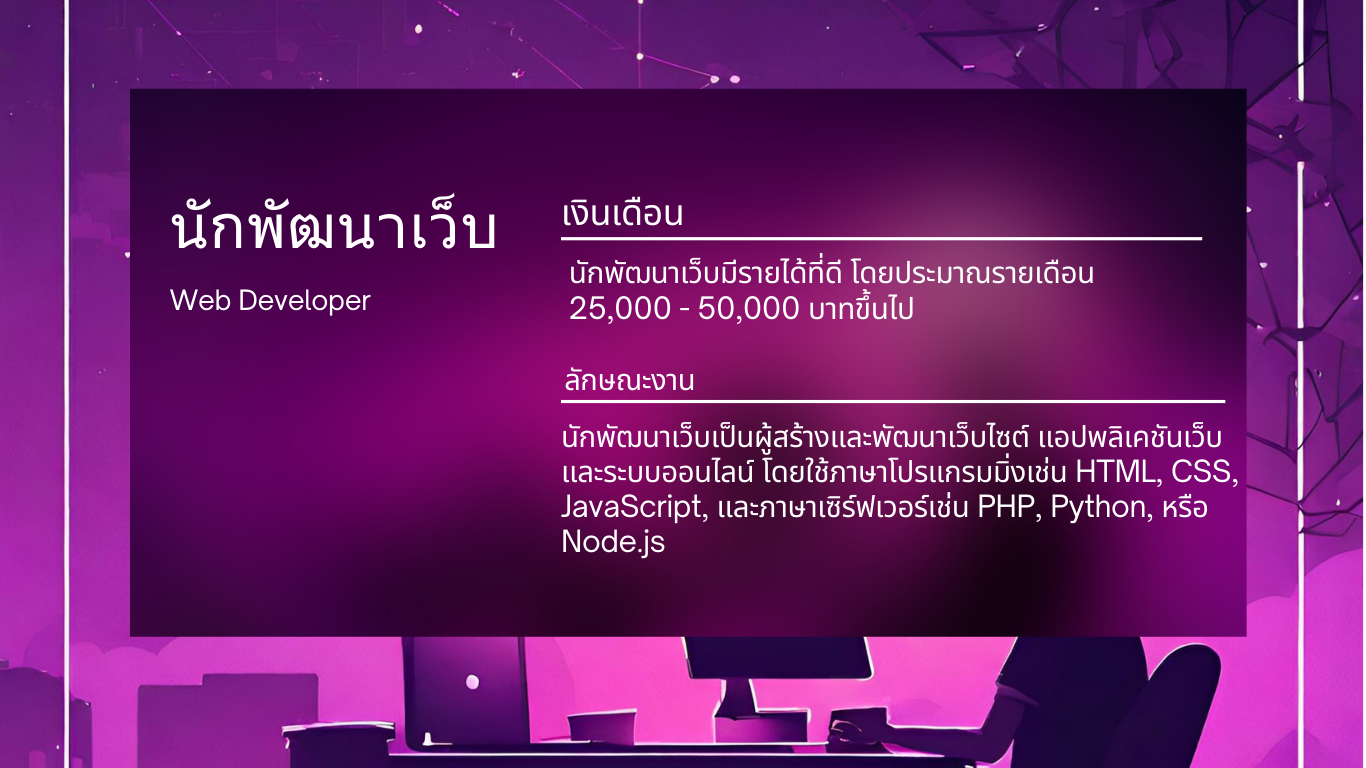 นักพัฒนาเว็บ
Web Developer
เงินเดือน
นักพัฒนาเว็บมีรายได้ที่ดี โดยประมาณรายเดือน
25,000 - 50,000 บาทขึ้นไป
ลักษณะงาน
นักพัฒนาเว็บเป็นผู้สร้างและพัฒนาเว็บไซต์ แอปพลิเคชันเว็บ
และระบบออนไลน์ โดยใช้ภาษาโปรแกรมมิ่งเช่น HTML, CSS,
JavaScript, และภาษาเซิร์ฟเวอร์เช่น PHP, Python, หรือ
Node.js